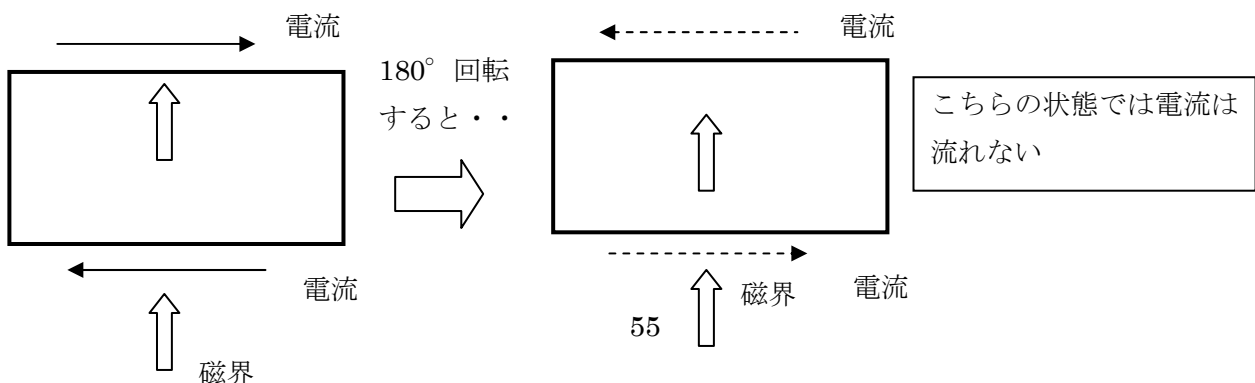 電流
電流
磁界
180°回転
すると・・
電流
電流
磁界
55
こちらの状態では電流は
流れない